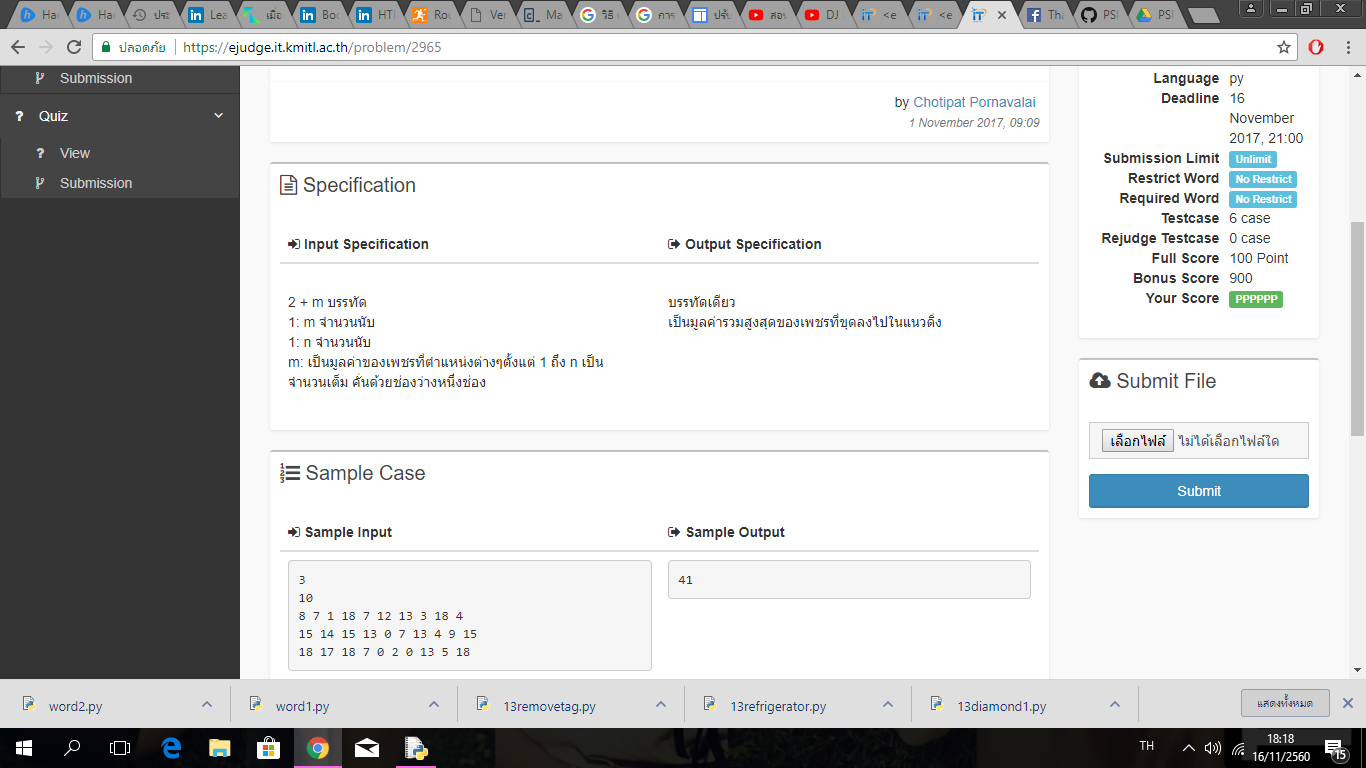 Ha
Ha
ประ
Lea
เมื่อ
Boo
HTI
Rou
Ver
Ma
วิธี
การ
ปรับ
สอน
DJ
<e
<e
Tha
PSI
PSI
ปลอดภัย
https://ejudge.it.kmitl.ac.th/problem/2965
Submission
Quiz
View
Submission
by Chotipat Pornavalai
1 November 2017, 09:09
Specification
Input Specification
Output Specification
2 + m บรรทัด
1: m จำนวนนับ
1: n จำนวนนับ
m: เป็นมูลค่าของเพชรที่ตำแหน่งต่างๆตั้งแต่ 1 ถึง n เป็น
จำนวนเต็ม คั่นด้วยช่องว่างหนึ่งช่อง
บรรทัดเดียว
เป็นมูลค่ารวมสูงสุดของเพชรที่ขุดลงไปในแนวดิ่ง
Sample Case
Sample Input
Sample Output
3
10
8 7 1 18 7 12 13 3 18 4
15 14 15 13 0 7 13 4 9 15
18 17 18 7 0 2 0 13 5 18
41
Language py
Deadline 16
November
2017, 21:00
Submission Limit Unlimit
Restrict Word No Restrict
Required Word No Restrict
Testcase 6 case
Rejudge Testcase 0 case
Full Score 100 Point
Bonus Score 900
Your Score PPPPPP
Submit File
เลือกไฟล์ ไม่ได้เลือกไฟล์ใด
Submit
word2.py
word1.py
13removetag.py
13refrigerator.py
13diamond1.py
แสดงทั้งหมด
TH
18:18
16/11/2560
15